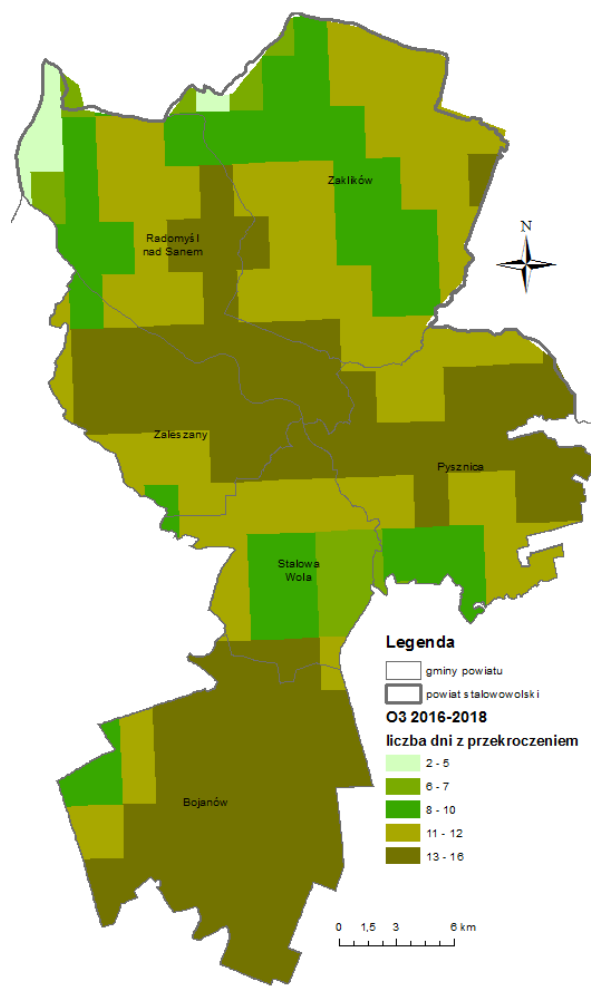 Zaklików
N
Radomyśl
nad Sanem
Zaleszany
Pysznica
Stalowa
Wola
Bojanów
Legenda
gminy powiatu
powiat stalowowolski
O3 2016-2018
liczba dni z przekroczeniem
2 - 5
6 - 7
8 - 10
11 - 12
13 - 16
0 1,5 3 6 km